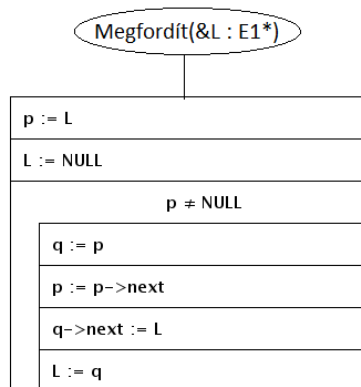 Megfordít(&L : E1*)
p := L
L := NULL
p ≠ NULL
q := p
p := p->next
q->next := L
L := q